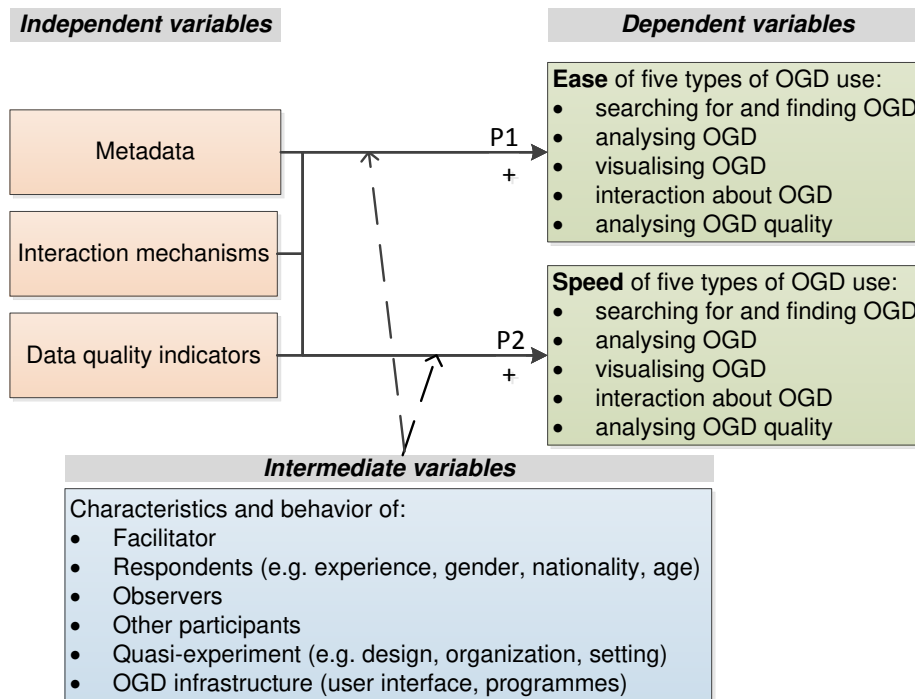 Independent variables
Dependent variables
Metadata
Interaction mechanisms
Data quality indicators
P1
+
P2
+
Ease of five types of OGD use:
• searching for and finding OGD
• analysing OGD
• visualising OGD
• interaction about OGD
• analysing OGD quality
Speed of five types of OGD use:
• searching for and finding OGD
• analysing OGD
• visualising OGD
• interaction about OGD
• analysing OGD quality
Intermediate variables
Characteristics and behavior of:
• Facilitator
• Respondents (e.g. experience, gender, nationality, age)
• Observers
• Other participants
• Quasi-experiment (e.g. design, organization, setting)
• OGD infrastructure (user interface, programmes)